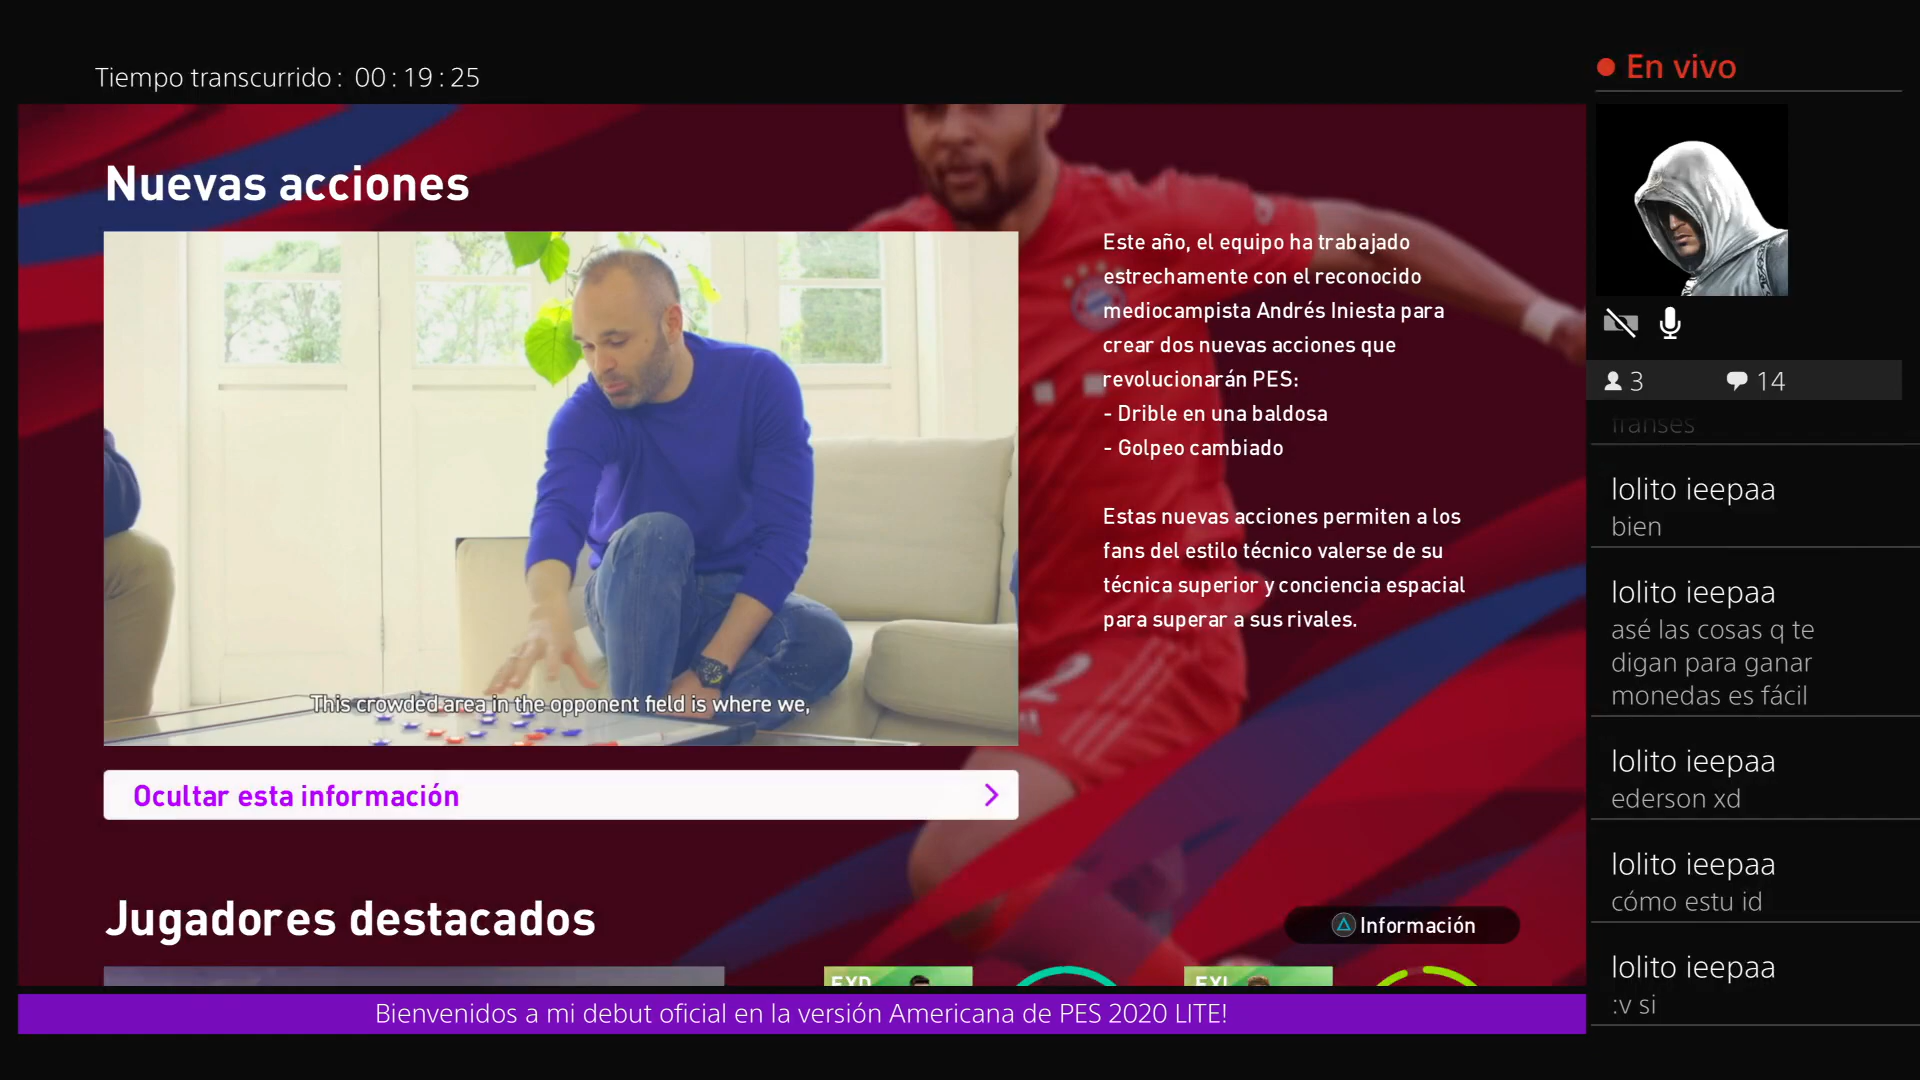 Tiempo transcurrido : 00 : 19 : 25
En vivo
Nuevas acciones
Este año, el equipo ha trabajado
estrechamente con el reconocido
mediocampista Andrés Iniesta para
crear dos nuevas acciones que
revolucionarán PES:
- Drible en una baldosa
- Golpeo cambiado
Estas nuevas acciones permiten a los
fans del estilo técnico valerse de su
técnica superior y conciencia espacial
para superar a sus rivales.
This crowded area in the opponent field is where we,
Ocultar esta información
Jugadores destacados
Información
EXD
EXI
Bienvenidos a mi debut oficial en la versión Americana de PES 2020 LITE!
3
14
franses
lolito ieepaa
bien
lolito ieepaa
asé las cosas q te
digan para ganar
monedas es fácil
lolito ieepaa
ederson xd
lolito ieepaa
cómo estu id
lolito ieepaa
:v si